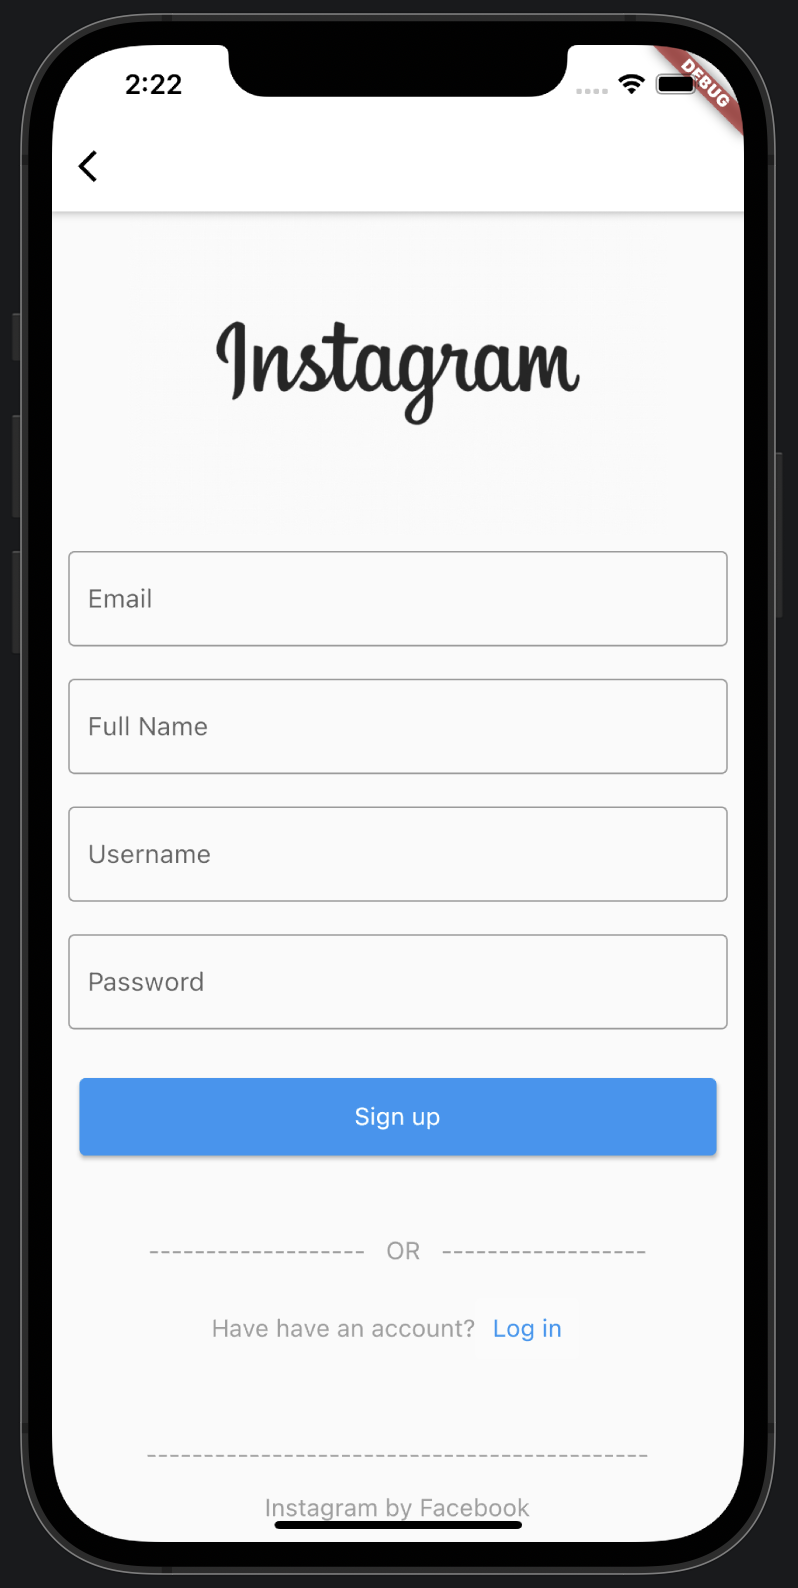 2:22
DEBUG
Instagram
Email
Full Name
Username
Password
Sign up
------------------- OR ------------------
Have have an account? Log in
--------------------------------------------
Instagram by Facebook